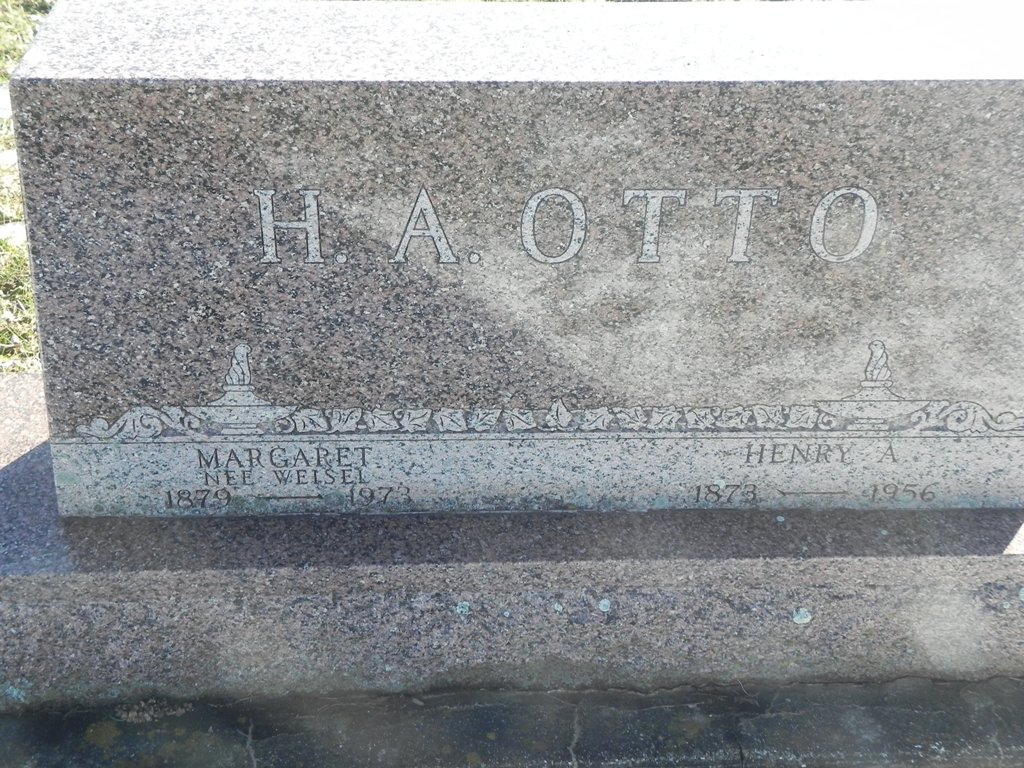 H. A. OTTO
MARGARET
NEE WEISEL
1879 — 1973
HENRY A
1873 — 1956